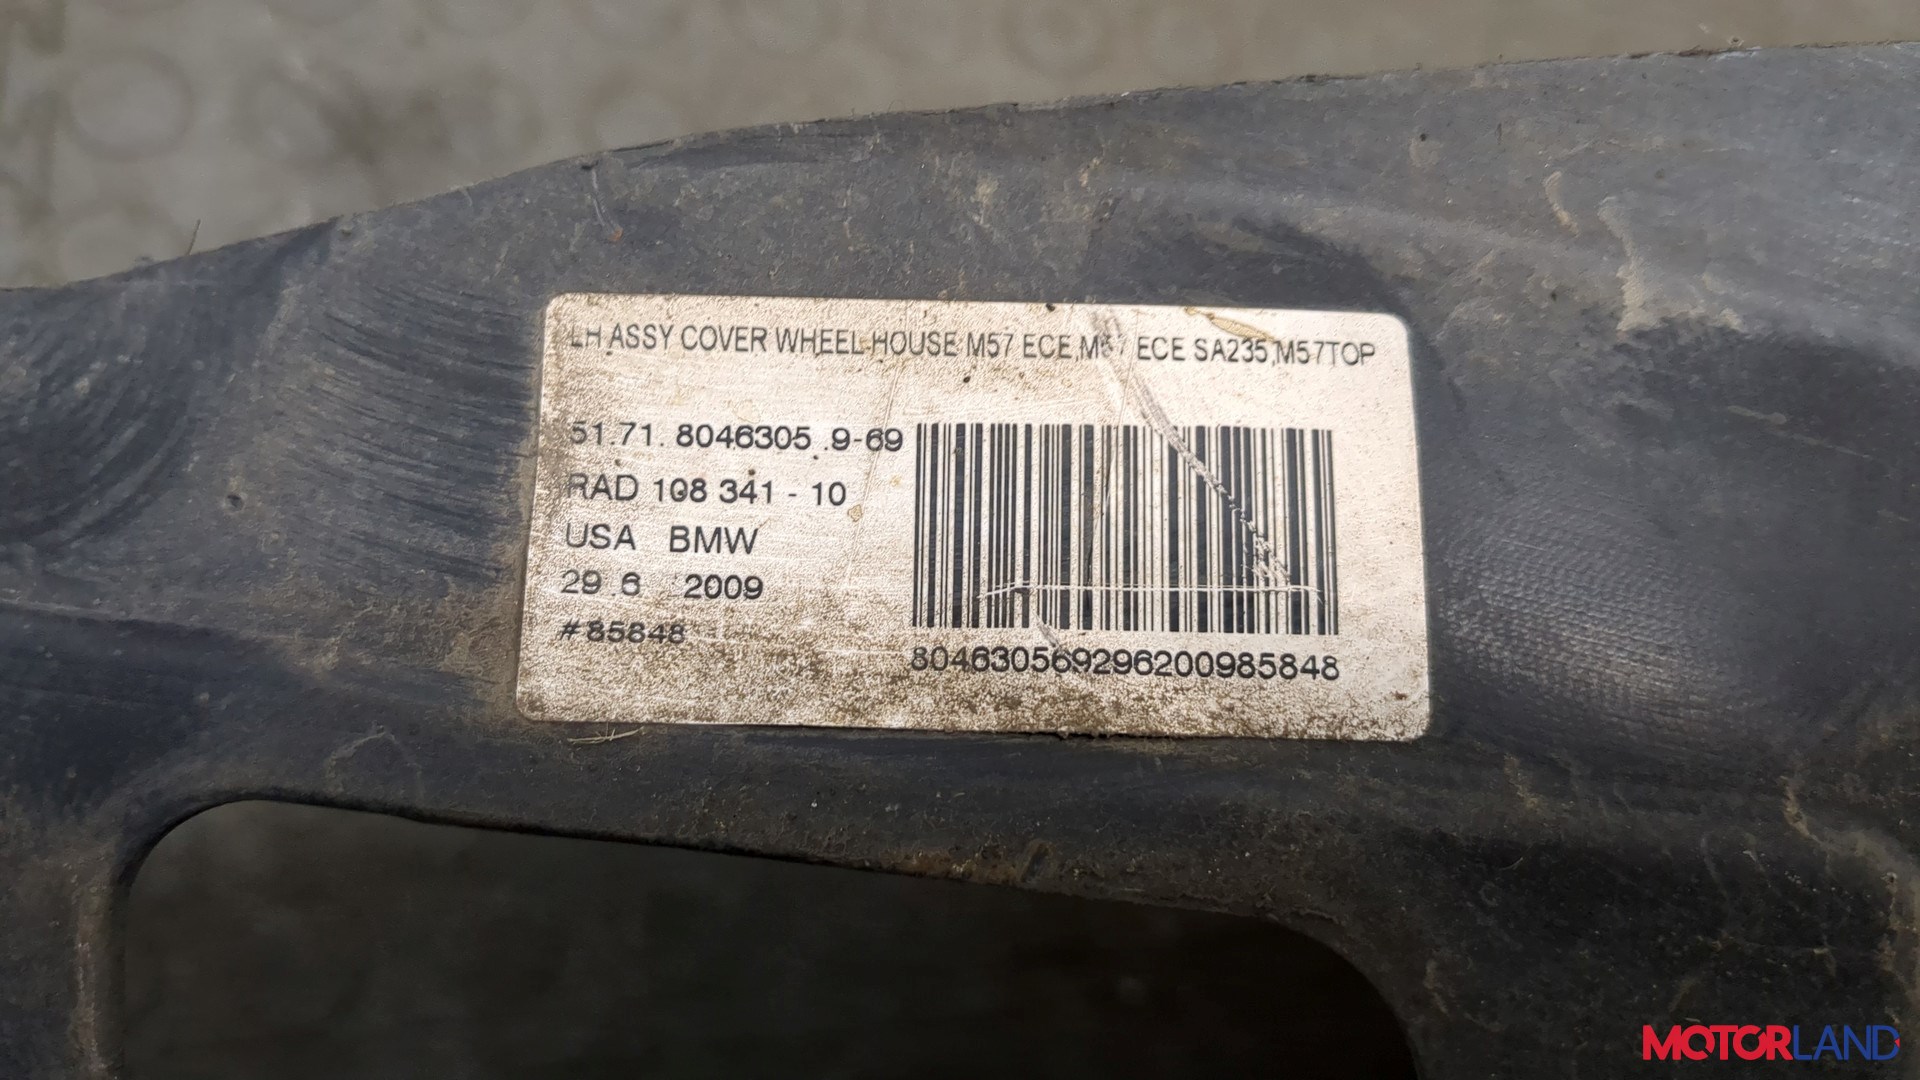 LH ASSY COVER WHEEL HOUSE M57 ECE,M57 ECE SA235,M57TOP
51.71. 8046305 .9-69
RAD 108 341 - 10
USA BMW
29.6 2009
#85848
804630569296200985848
MOTORLAND